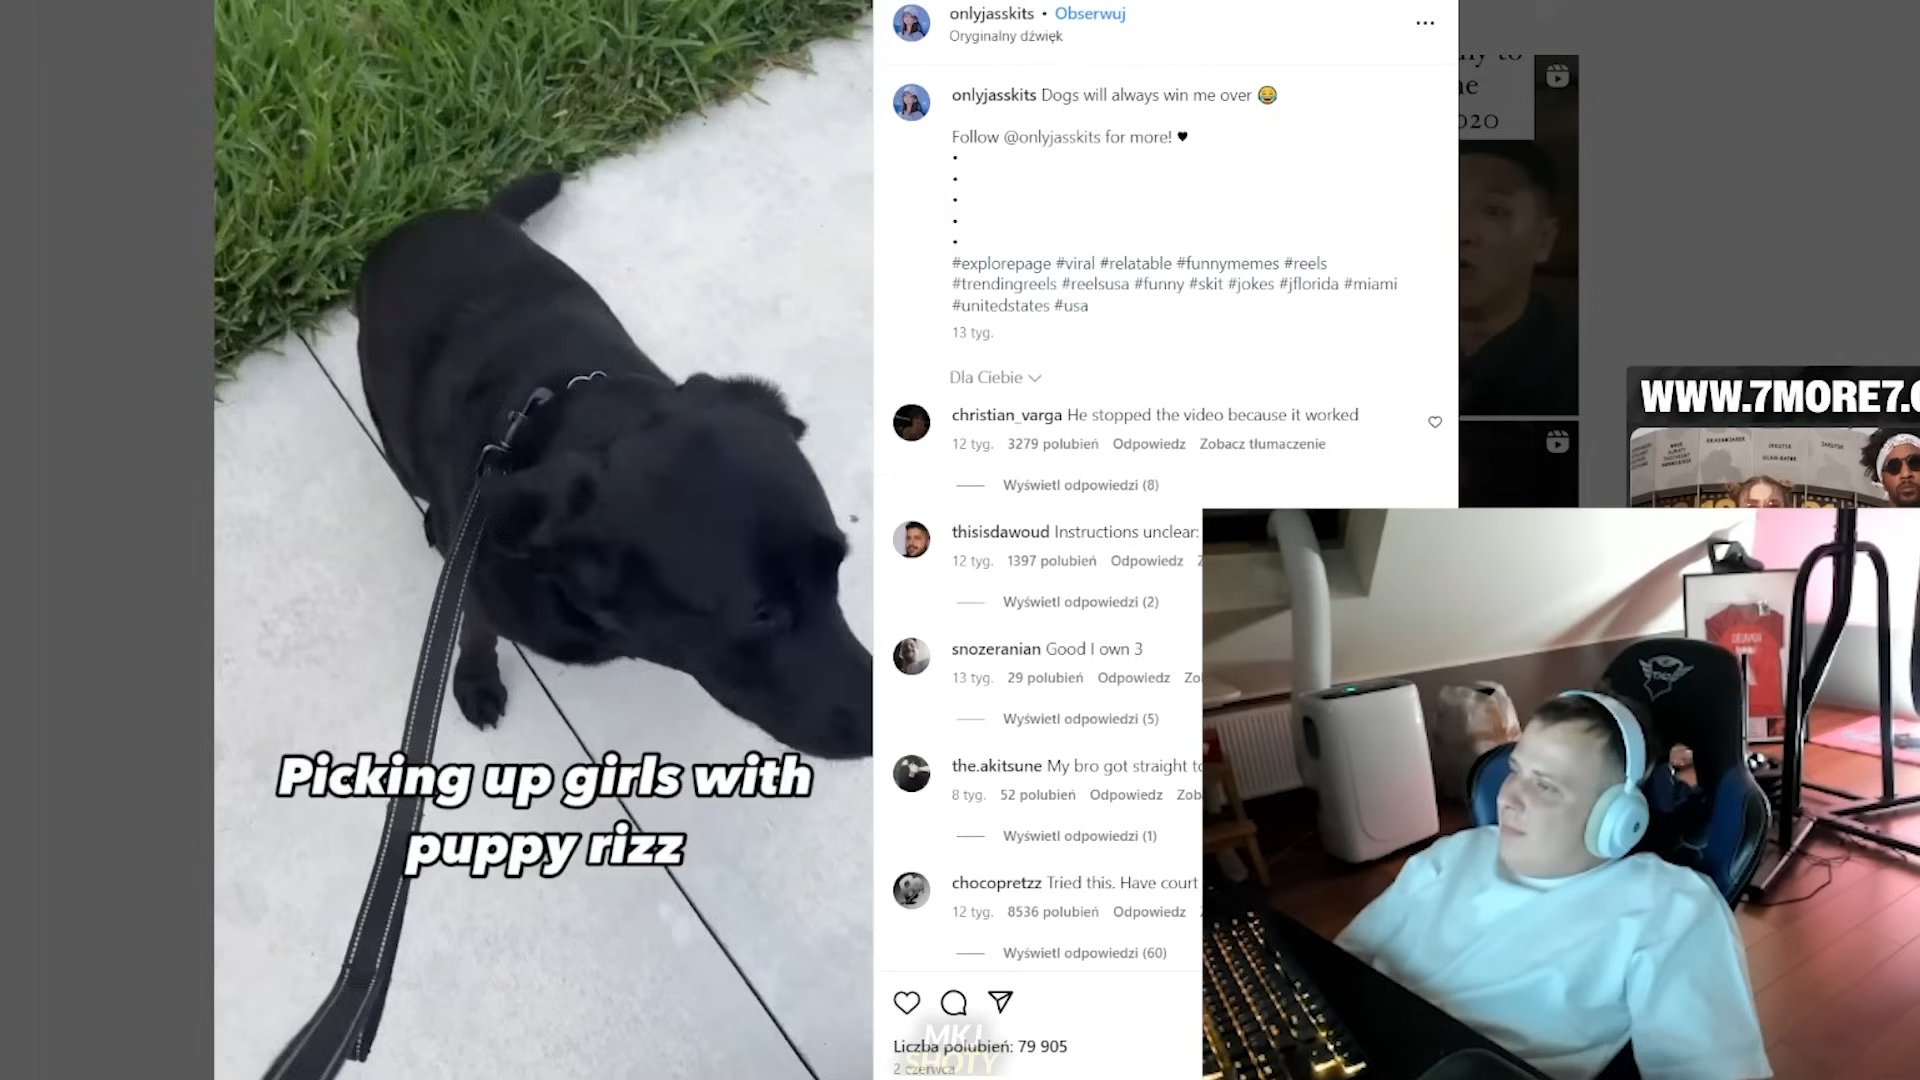 onlyjasskits • Obserwuj
Oryginalny dźwięk
onlyjasskits Dogs will always win me over 😂
Follow @onlyjasskits for more! ♥
•
•
•
•
•
#explorepage #viral #relatable #funnymemes #reels
#trendingreels #reelsusa #funny #skit #jokes #jflorida #miami
#unitedstates #usa
13 tyg.
Dla Ciebie
christian_varga He stopped the video because it worked
12 tyg. 3279 polubień Odpowiedz Zobacz tłumaczenie
Wyświetl odpowiedzi (8)
thisisdawoud Instructions unclear:
12 tyg. 1397 polubień Odpowiedz
Wyświetl odpowiedzi (2)
snozeranian Good I own 3
13 tyg. 29 polubień Odpowiedz Zo
Wyświetl odpowiedzi (5)
the.akitsune My bro got straight to
8 tyg. 52 polubień Odpowiedz Zob
Wyświetl odpowiedzi (1)
chocopretzz Tried this. Have court
12 tyg. 8536 polubień Odpowiedz
Wyświetl odpowiedzi (60)
Liczba polubień: 79 905
2 czerwca
MKJ
SHOTY
Picking up girls with
puppy rizz
2020
WWW.7MORE7.